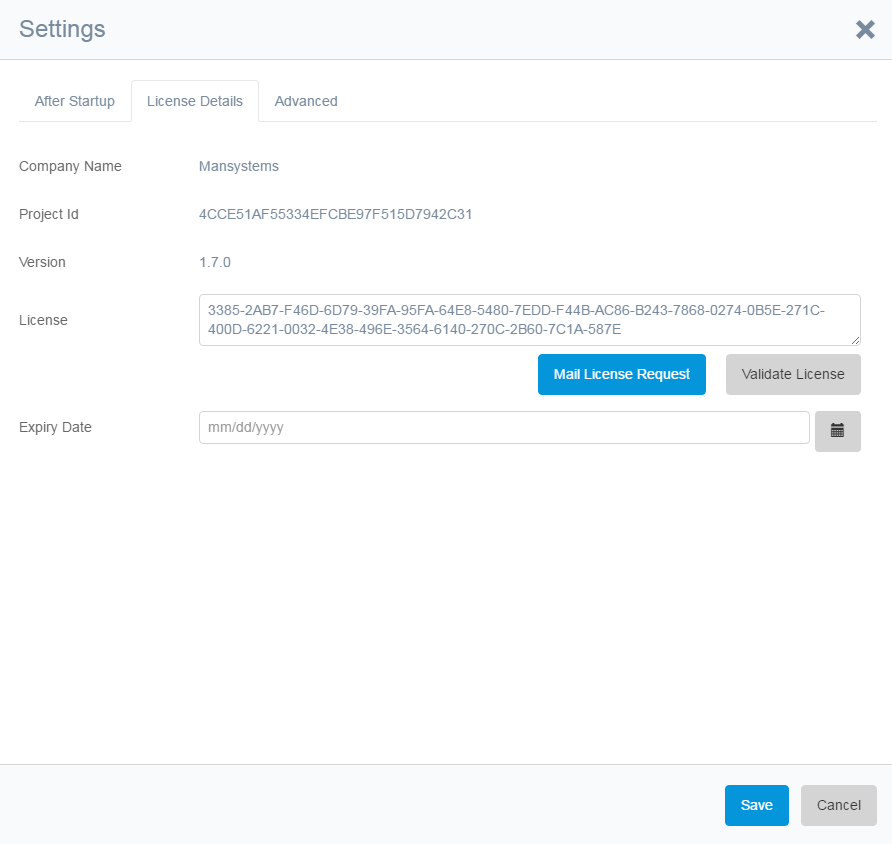 Settings
After Startup
License Details
Advanced
Company Name
Mansystems
Project Id
4CCE51AF55334EFCBE97F515D7942C31
Version
1.7.0
License
3385-2AB7-F46D-6D79-39FA-95FA-64E8-5480-7EDD-F44B-AC86-B243-7868-0274-0B5E-271C-
400D-6221-0032-4E38-496E-3564-6140-270C-2B60-7C1A-587E
Mail License Request
Validate License
Expiry Date
mm/dd/yyyy
Save
Cancel